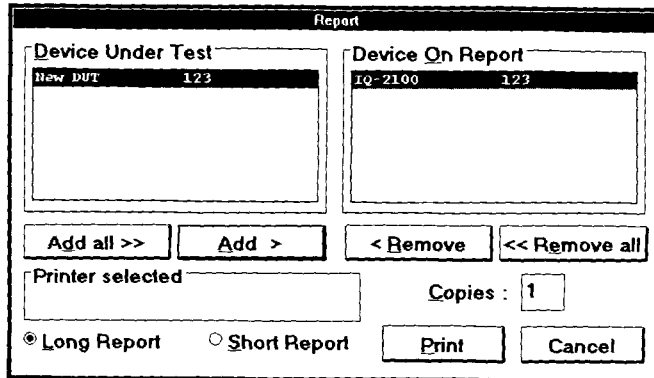 Report
Device Under Test
New DUT 123
Device On Report
IQ-2100 123
Add all >>
Add >
< Remove
<< Remove all
Printer selected
Copies : 1
Long Report
Short Report
Print
Cancel